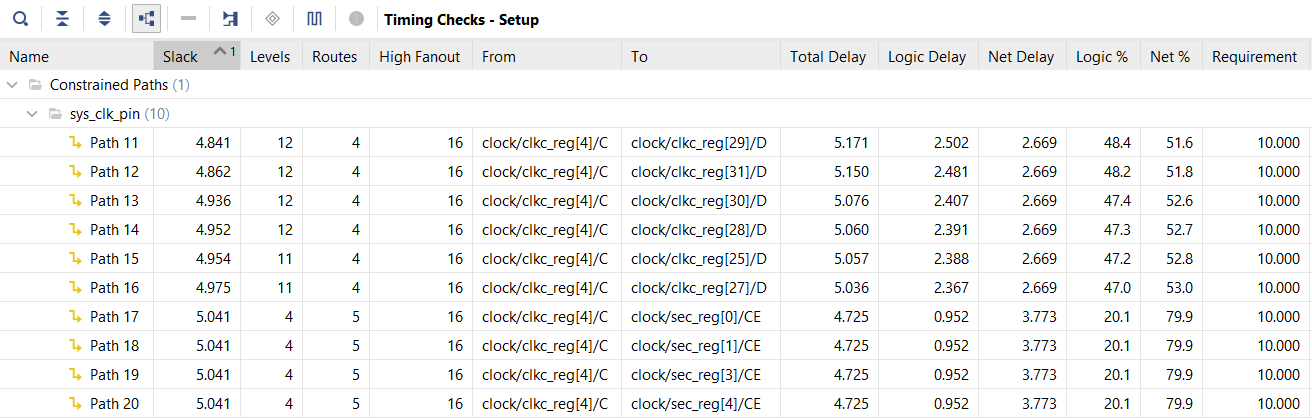 Timing Checks - Setup
Name Slack 1 Levels Routes High Fanout From To Total Delay Logic Delay Net Delay Logic % Net % Requirement
Constrained Paths (1)
sys_clk_pin (10)
Path 11 4.841 12 4 16 clock/clkc_reg[4]/C clock/clkc_reg[29]/D 5.171 2.502 2.669 48.4 51.6 10.000
Path 12 4.862 12 4 16 clock/clkc_reg[4]/C clock/clkc_reg[31]/D 5.150 2.481 2.669 48.2 51.8 10.000
Path 13 4.936 12 4 16 clock/clkc_reg[4]/C clock/clkc_reg[30]/D 5.076 2.407 2.669 47.4 52.6 10.000
Path 14 4.952 12 4 16 clock/clkc_reg[4]/C clock/clkc_reg[28]/D 5.060 2.391 2.669 47.3 52.7 10.000
Path 15 4.954 11 4 16 clock/clkc_reg[4]/C clock/clkc_reg[25]/D 5.057 2.388 2.669 47.2 52.8 10.000
Path 16 4.975 11 4 16 clock/clkc_reg[4]/C clock/clkc_reg[27]/D 5.036 2.367 2.669 47.0 53.0 10.000
Path 17 5.041 4 5 16 clock/clkc_reg[4]/C clock/sec_reg[0]/CE 4.725 0.952 3.773 20.1 79.9 10.000
Path 18 5.041 4 5 16 clock/clkc_reg[4]/C clock/sec_reg[1]/CE 4.725 0.952 3.773 20.1 79.9 10.000
Path 19 5.041 4 5 16 clock/clkc_reg[4]/C clock/sec_reg[3]/CE 4.725 0.952 3.773 20.1 79.9 10.000
Path 20 5.041 4 5 16 clock/clkc_reg[4]/C clock/sec_reg[4]/CE 4.725 0.952 3.773 20.1 79.9 10.000